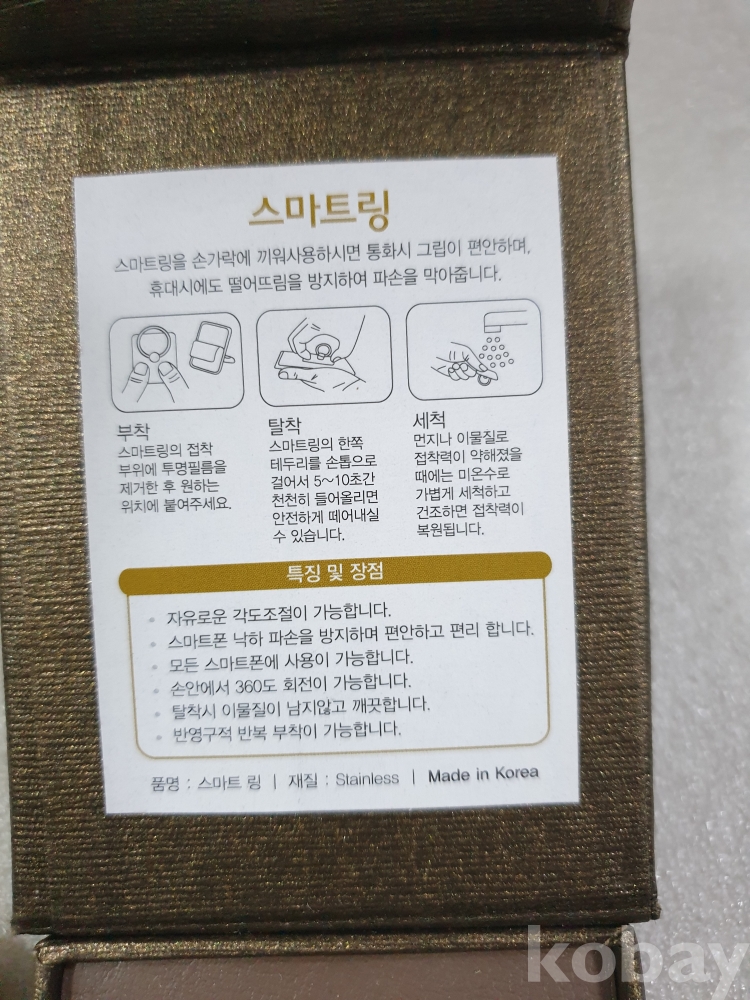 스마트링
스마트링을 손가락에 끼워사용하시면 통화시 그립이 편안하며,
휴대시에도 떨어뜨림을 방지하여 파손을 막아줍니다.
부착
스마트링의 접착
부위에 투명필름을
제거한 후 원하는
위치에 붙여주세요.
탈착
스마트링의 한쪽
테두리를 손톱으로
걸어서 5~10초간
천천히 들어올리면
안전하게 떼어내실
수 있습니다.
세척
먼지나 이물질로
접착력이 약해졌을
때에는 미온수로
가볍게 세척하고
건조하면 접착력이
복원됩니다.
특징 및 장점
• 자유로운 각도조절이 가능합니다.
• 스마트폰 낙하 파손을 방지하며 편안하고 편리 합니다.
• 모든 스마트폰에 사용이 가능합니다.
• 손안에서 360도 회전이 가능합니다.
• 탈착시 이물질이 남지않고 깨끗합니다.
• 반영구적 반복 부착이 가능합니다.
품명 : 스마트 링 | 재질 : Stainless | Made in Korea
kobay